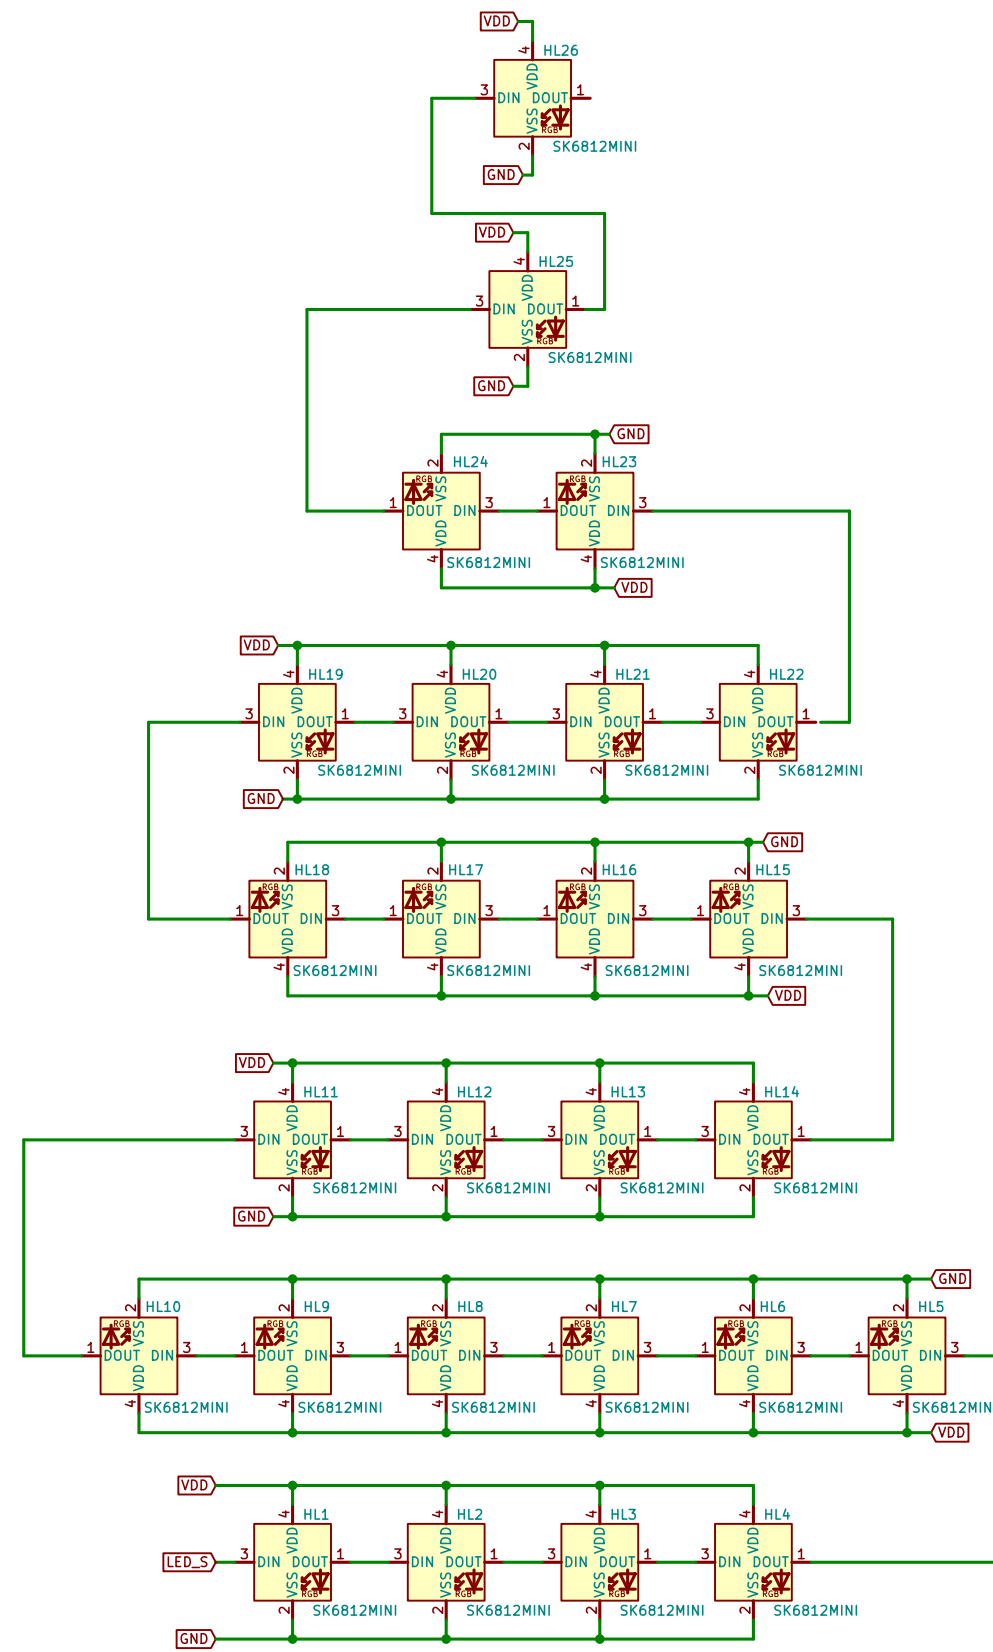 VDD
4 HL26
3 DIN VDD DOUT 1
VSS RGB
2 SK6812MINI
GND
VDD
4 HL25
3 DIN VDD DOUT 1
VSS RGB
2 SK6812MINI
GND
GND
2 HL24 2 HL23
RGB VSS RGB VSS
1 DOUT DIN 3 1 DOUT DIN 3
VDD VDD
4 SK6812MINI 4 SK6812MINI
VDD
VDD
4 HL19 4 HL20 4 HL21 4 HL22
VDD VDD VDD VDD
3 DIN DOUT 1 3 DIN DOUT 1 3 DIN DOUT 1 3 DIN DOUT 1
VSS RGB VSS RGB VSS RGB VSS RGB
2 SK6812MINI 2 SK6812MINI 2 SK6812MINI 2 SK6812MINI
GND
GND
2 HL18 2 HL17 2 HL16 2 HL15
RGB VSS RGB VSS RGB VSS RGB VSS
1 DOUT DIN 3 1 DOUT DIN 3 1 DOUT DIN 3 1 DOUT DIN 3
VDD VDD VDD VDD
4 SK6812MINI 4 SK6812MINI 4 SK6812MINI 4 SK6812MINI
VDD
VDD
4 HL11 4 HL12 4 HL13 4 HL14
VDD VDD VDD VDD
3 DIN DOUT 1 3 DIN DOUT 1 3 DIN DOUT 1 3 DIN DOUT 1
VSS RGB VSS RGB VSS RGB VSS RGB
2 SK6812MINI 2 SK6812MINI 2 SK6812MINI 2 SK6812MINI
GND
GND
2 HL10 2 HL9 2 HL8 2 HL7 2 HL6 2 HL5
RGB VSS RGB VSS RGB VSS RGB VSS RGB VSS RGB VSS
1 DOUT DIN 3 1 DOUT DIN 3 1 DOUT DIN 3 1 DOUT DIN 3 1 DOUT DIN 3 1 DOUT DIN 3
VDD VDD VDD VDD VDD VDD
4 SK6812MINI 4 SK6812MINI 4 SK6812MINI 4 SK6812MINI 4 SK6812MINI 4 SK6812MIN
VDD
VDD
4 HL1 4 HL2 4 HL3 4 HL4
VDD VDD VDD VDD
LED_S 3 DIN DOUT 1 3 DIN DOUT 1 3 DIN DOUT 1 3 DIN DOUT 1
VSS RGB VSS RGB VSS RGB VSS RGB
2 SK6812MINI 2 SK6812MINI 2 SK6812MINI 2 SK6812MINI
GND